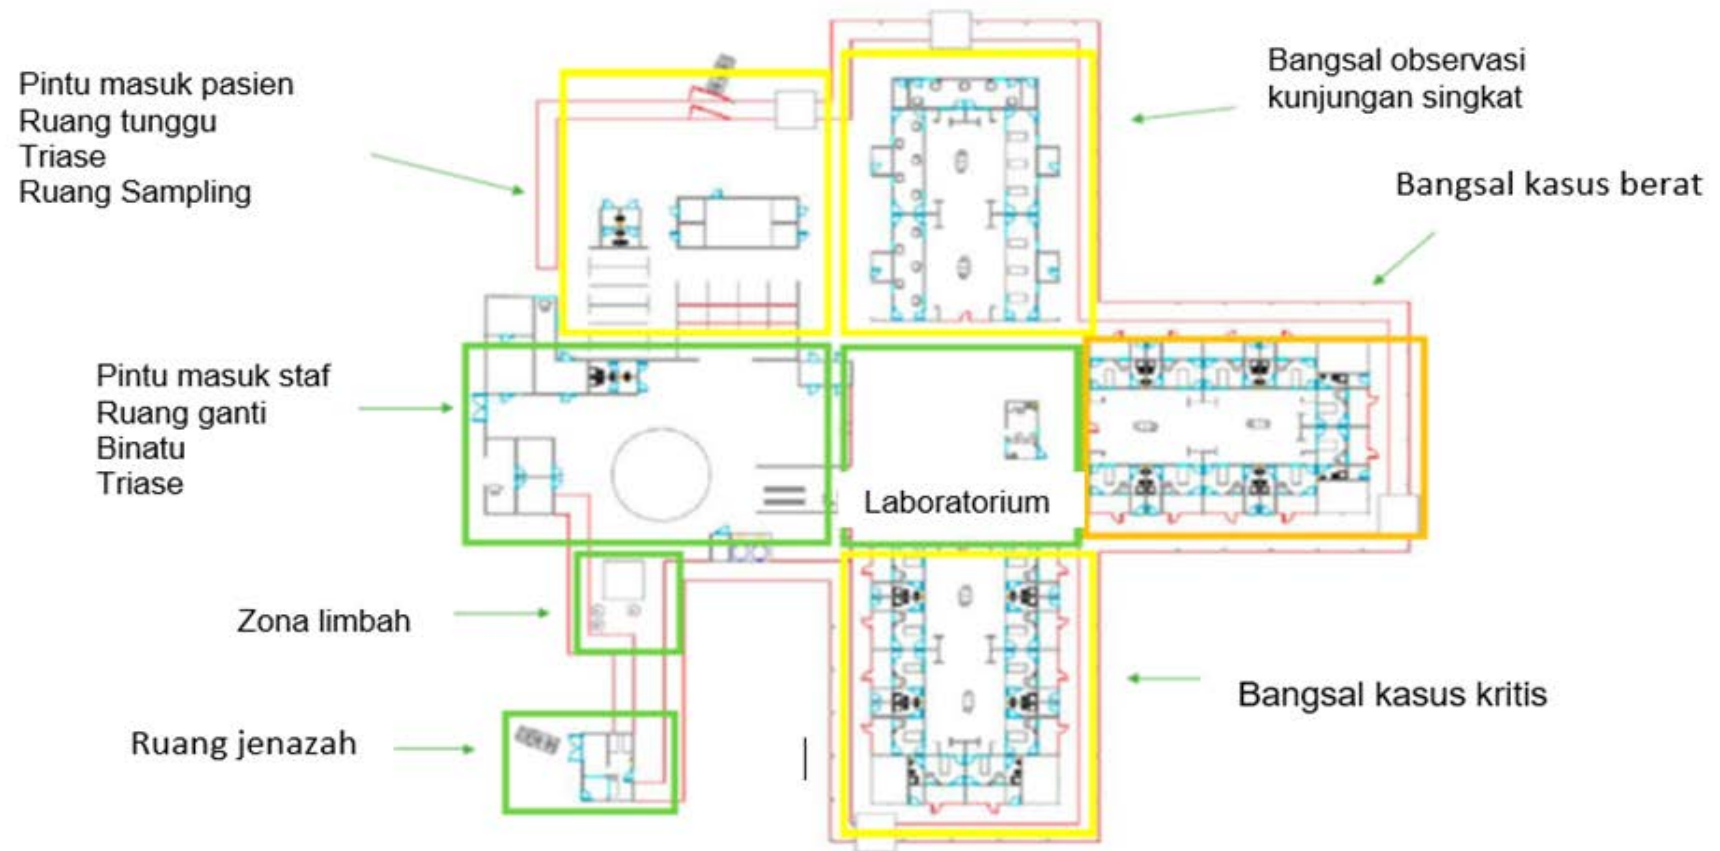 Pintu masuk pasien
Ruang tunggu
Triase
Ruang Sampling
Bangsal observasi
kunjungan singkat
Bangsal kasus berat
Pintu masuk staf
Ruang ganti
Binatu
Triase
Laboratorium
Zona limbah
Bangsal kasus kritis
Ruang jenazah